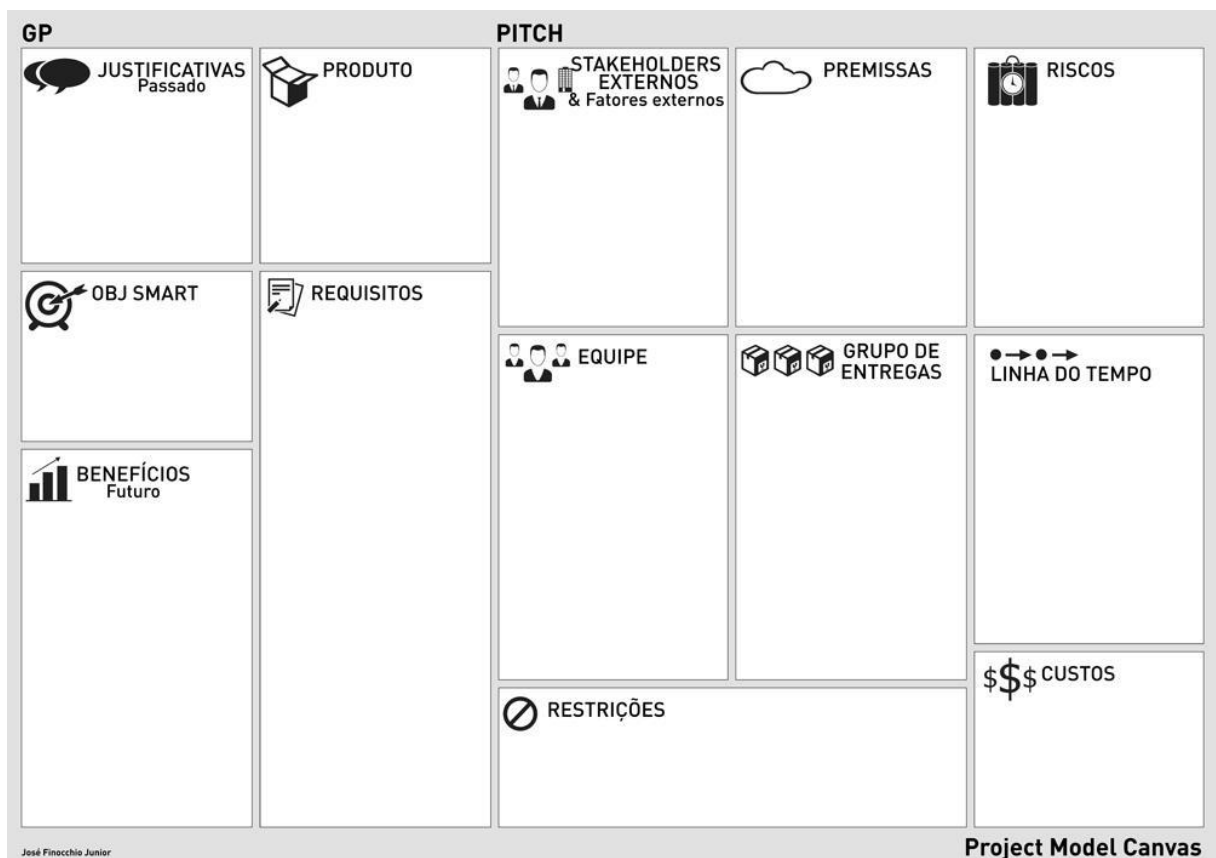 GP
PITCH
JUSTIFICATIVAS
Passado
PRODUTO
STAKEHOLDERS
EXTERNOS
& Fatores externos
PREMISSAS
RISCOS
OBJ SMART
REQUISITOS
EQUIPE
GRUPO DE
ENTREGAS
LINHA DO TEMPO
BENEFÍCIOS
Futuro
RESTRIÇÕES
$$$ CUSTOS
José Finocchio Junior
Project Model Canvas